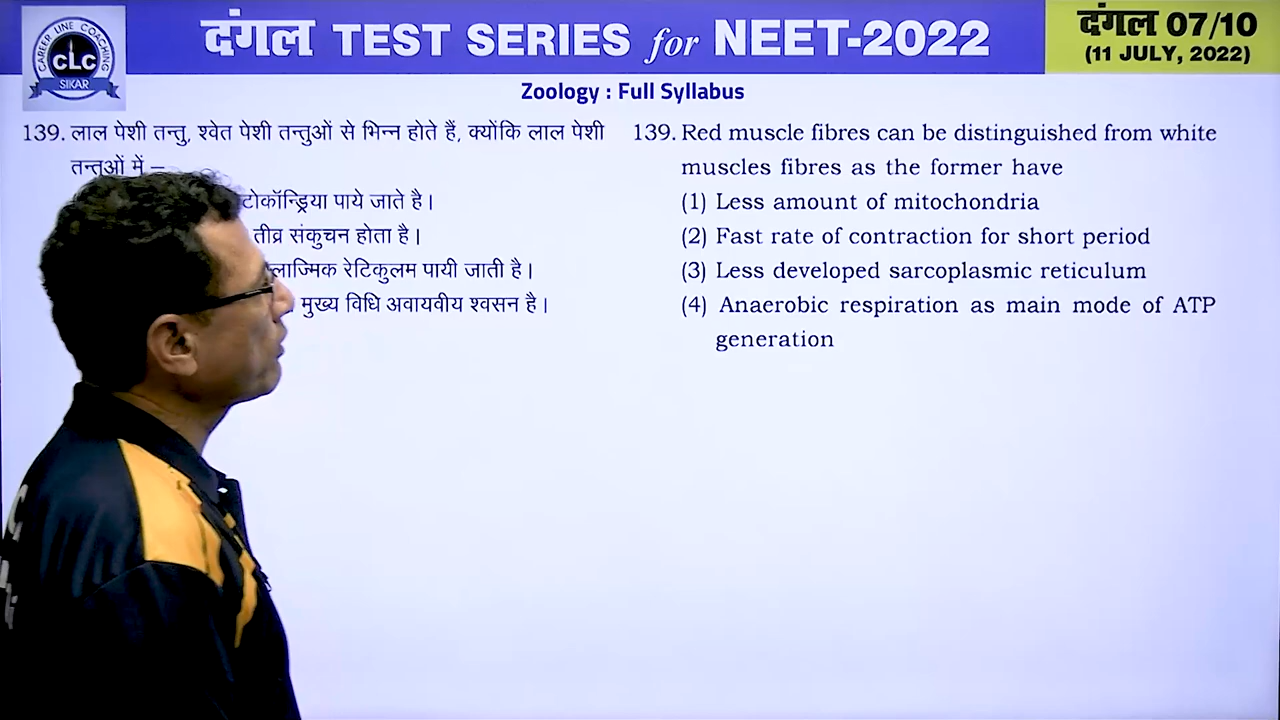 CAREER LINE COACHING
CLC
SIKAR
दंगल TEST SERIES for NEET-2022
दंगल 07/10
(11 JULY, 2022)
Zoology : Full Syllabus
139. लाल पेशी तन्तु, श्वेत पेशी तन्तुओं से भिन्न होते हैं, क्योंकि लाल पेशी
तन्तुओं में –
पाये जाते है।
तीव्र संकुचन होता है।
रेटिकुलम पायी जाती है।
मुख्य विधि अवायवीय श्वसन है।
139. Red muscle fibres can be distinguished from white
muscles fibres as the former have
(1) Less amount of mitochondria
(2) Fast rate of contraction for short period
(3) Less developed sarcoplasmic reticulum
(4) Anaerobic respiration as main mode of ATP
generation